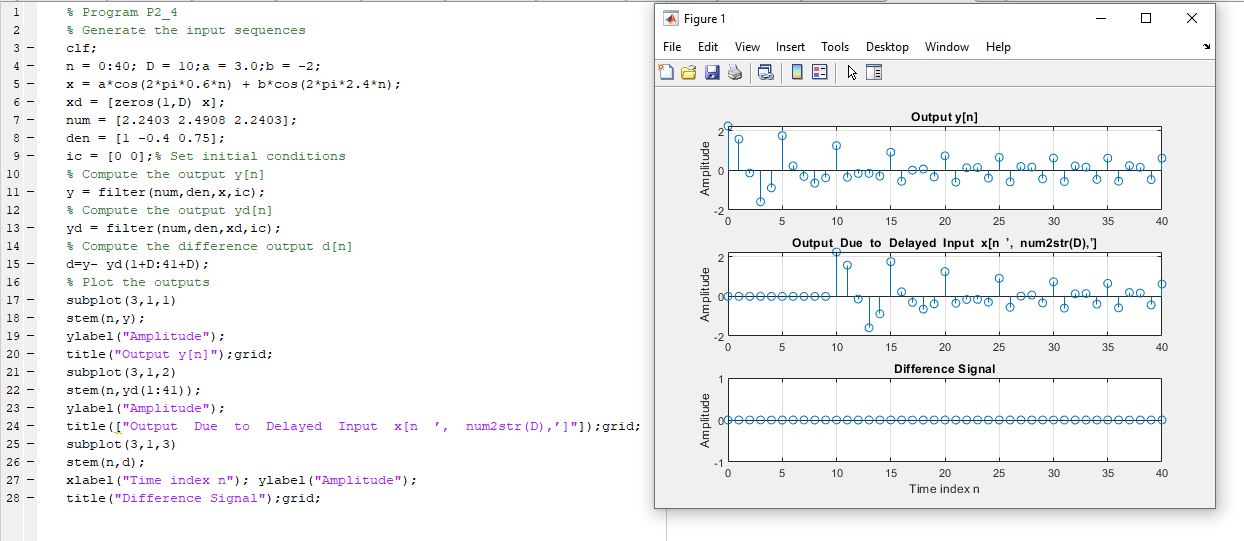 1 % Program P2_4
2 % Generate the input sequences
3 – clf;
4 – n = 0:40; D = 10;a = 3.0;b = -2;
5 – x = a*cos(2*pi*0.6*n) + b*cos(2*pi*2.4*n);
6 – xd = [zeros(1,D) x];
7 – num = [2.2403 2.4908 2.2403];
8 – den = [1 -0.4 0.75];
9 – ic = [0 0];% Set initial conditions
10 % Compute the output y[n]
11 – y = filter(num,den,x,ic);
12 % Compute the output yd[n]
13 – yd = filter(num,den,xd,ic);
14 % Compute the difference output d[n]
15 – d=y- yd(1+D:41+D);
16 % Plot the outputs
17 – subplot(3,1,1)
18 – stem(n,y);
19 – ylabel("Amplitude");
20 – title("Output y[n]");grid;
21 – subplot(3,1,2)
22 – stem(n,yd(1:41));
23 – ylabel("Amplitude");
24 – title(["Output Due to Delayed Input x[n ’, num2str(D),’]"]);grid;
25 – subplot(3,1,3)
26 – stem(n,d);
27 – xlabel("Time index n"); ylabel("Amplitude");
28 – title("Difference Signal");grid;
Figure 1
File Edit View Insert Tools Desktop Window Help
Output y[n]
Amplitude
2
0
-2
0 5 10 15 20 25 30 35 40
Output Due to Delayed Input x[n ’, num2str(D),’]
Amplitude
2
0
-2
0 5 10 15 20 25 30 35 40
Difference Signal
Amplitude
1
0
-1
0 5 10 15 20 25 30 35 40
Time index n